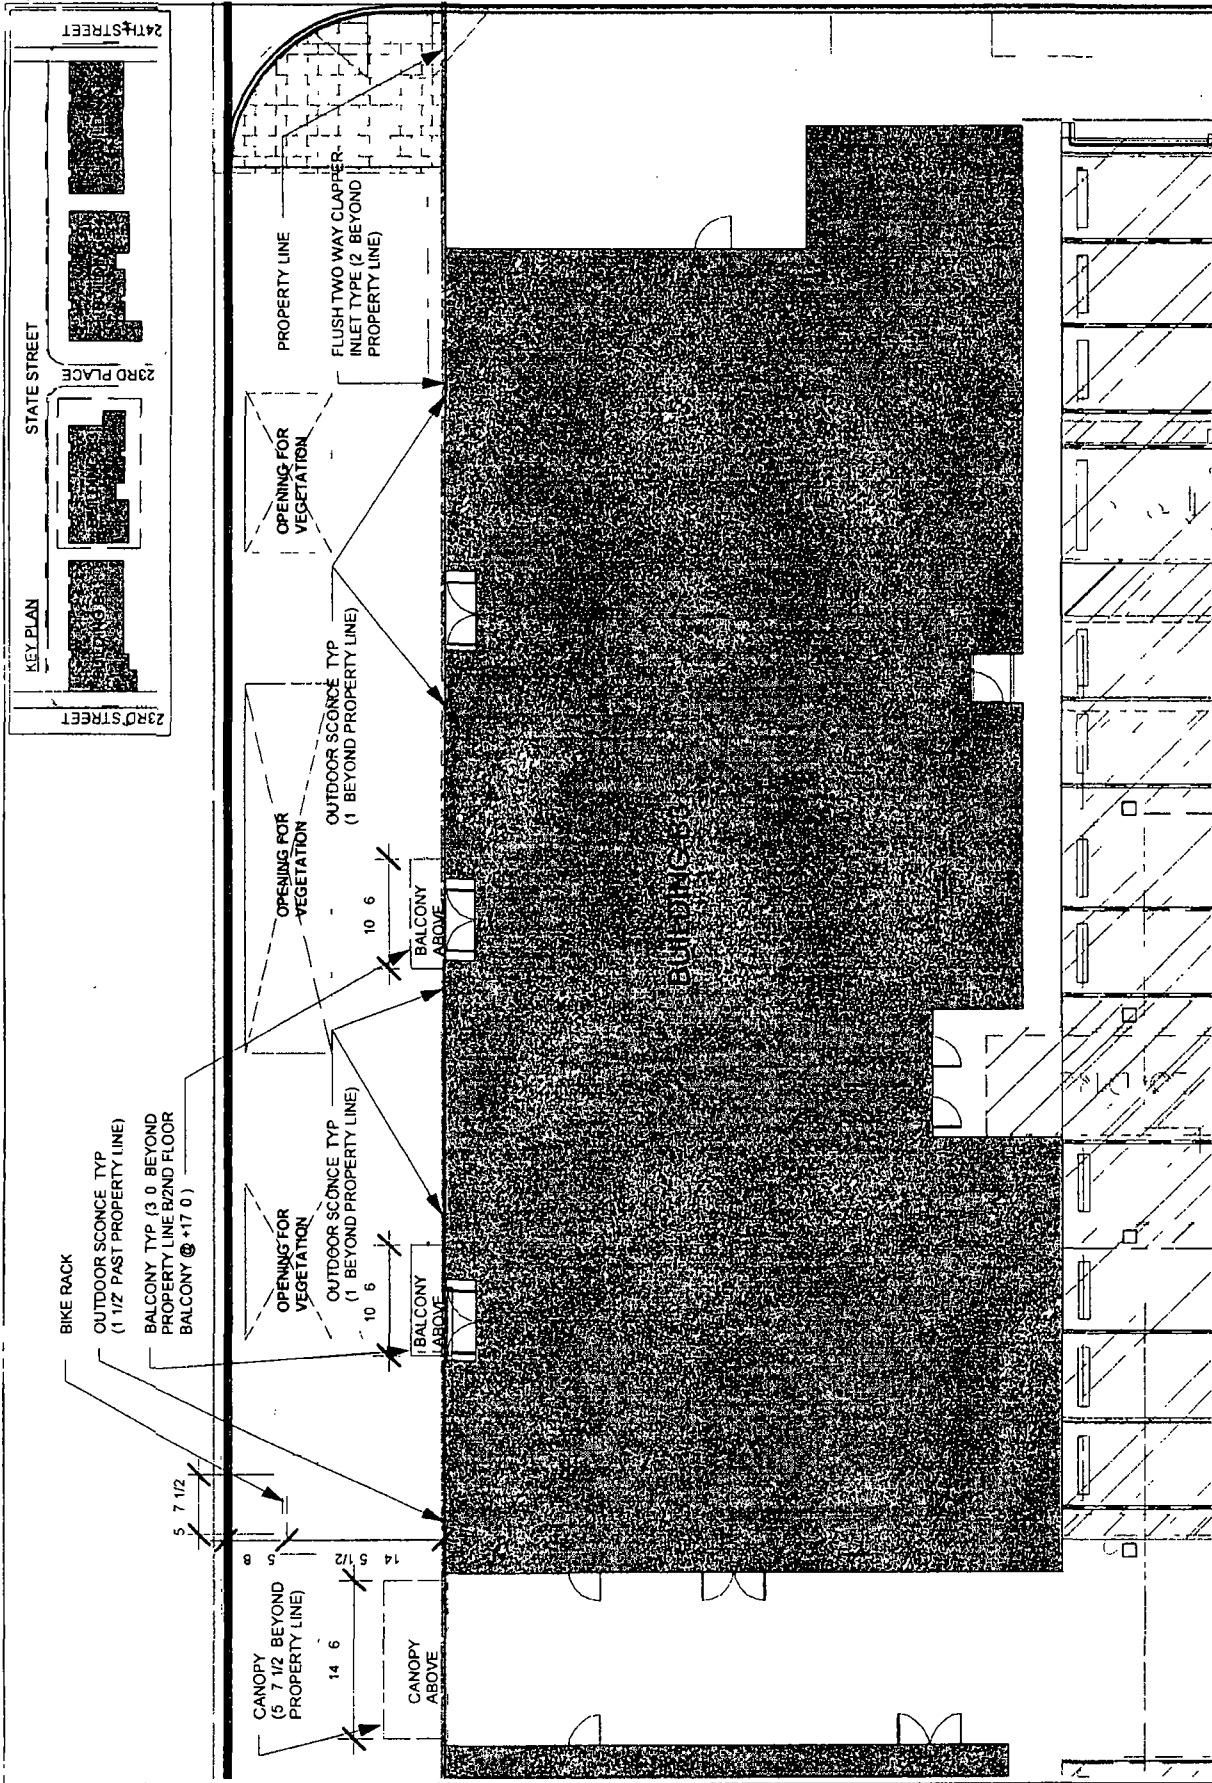 KEY PLAN
STATE STREET
23RD STREET
23RD PLACE
24TH STREET
BIKE RACK
OUTDOOR SCONCE TYP
(1 1/2" PAST PROPERTY LINE)
BALCONY TYP (3 0 BEYOND
PROPERTY LINE
BALCONY @ +17 0 )
5 7 1/2
5 8
14 5 1/2
CANOPY
(5 7 1/2 BEYOND
PROPERTY LINE)
14 6
CANOPY
ABOVE
OPENING FOR
VEGETATION
OUTDOOR SCONCE TYP
(1 BEYOND PROPERTY LINE)
10 6
BALCONY
ABOVE
OPENING FOR
VEGETATION
OUTDOOR SCONCE TYP
(1 BEYOND PROPERTY LINE)
10 6
BALCONY
ABOVE
OPENING FOR
VEGETATION
PROPERTY LINE
FLUSH TWO WAY CLAPPER
INLET TYPE (2 BEYOND
PROPERTY LINE)
BUILDING